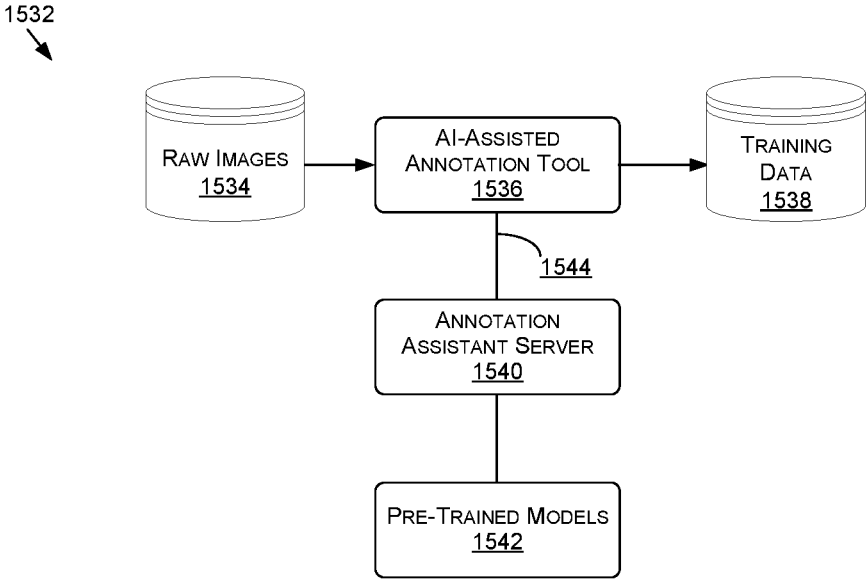 1532
RAW IMAGES
1534
AI-ASSISTED
ANNOTATION TOOL
1536
TRAINING
DATA
1538
1544
ANNOTATION
ASSISTANT SERVER
1540
PRE-TRAINED MODELS
1542